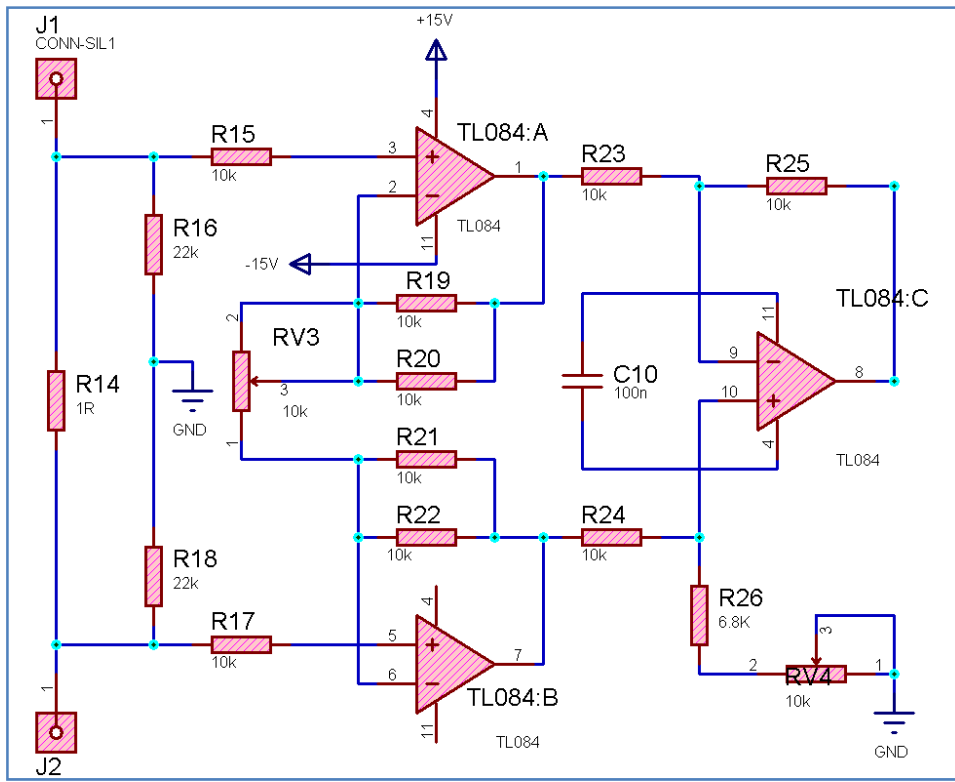 J1
CONN-SIL1
1
+15V
4
TL084:A
3
2
1
11
TL084
-15V
R15
10k
R16
22k
R14
1R
GND
R18
22k
R17
10k
1
J2
RV3
2
3
10k
1
R19
10k
R20
10k
R21
10k
R22
10k
4
5
6
7
11
TL084:B
TL084
R23
10k
R25
10k
TL084:C
11
9
10
8
4
TL084
C10
100n
R24
10k
R26
6.8K
2
3
1
RV4
10k
GND